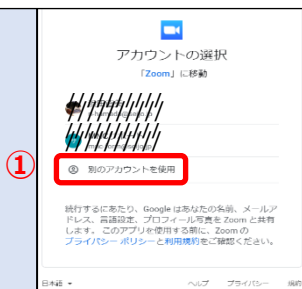 アカウントの選択
「Zoom」に移動
①
別のアカウントを使用
続行するにあたり、Google はあなたの名前、メールア
ドレス、言語設定、プロフィール写真を Zoom と共有
します。このアプリを使用する前に、Zoom の
プライバシー ポリシーと利用規約をご確認ください。
日本語
ヘルプ
プライバシー
規約